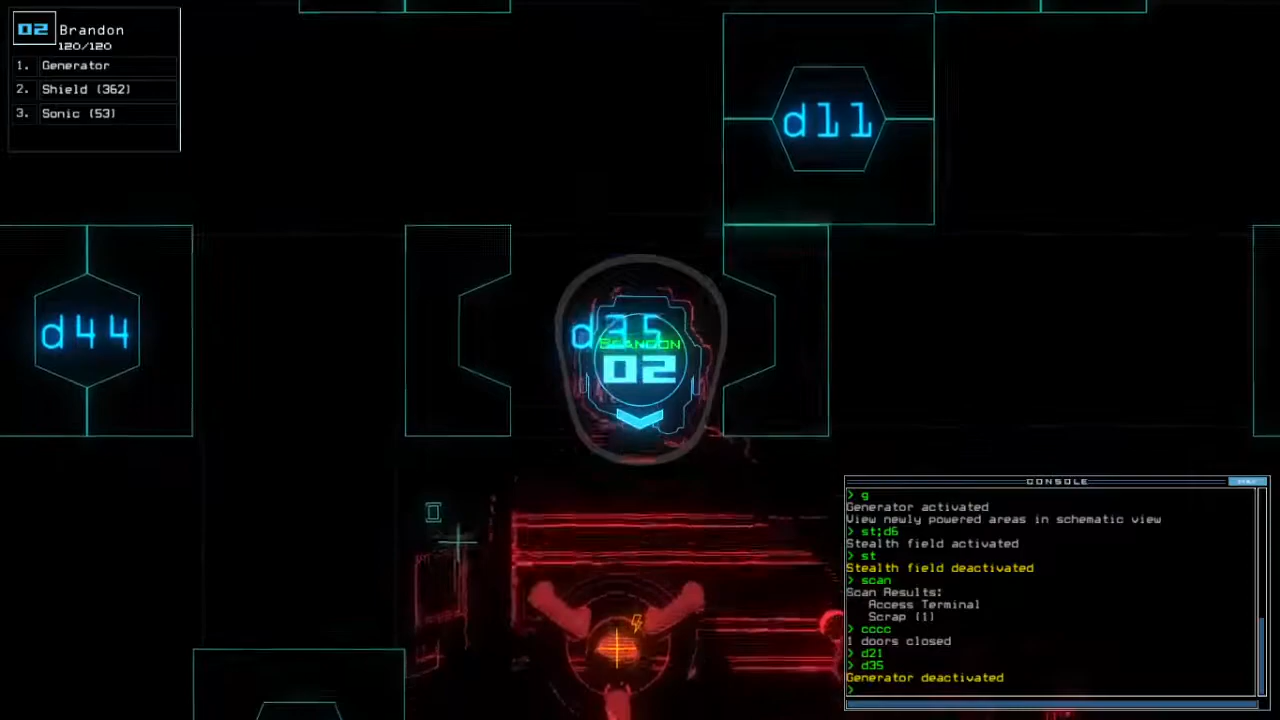 02 Brandon
120/120
1. Generator
2. Shield (362)
3. Sonic (53)
d11
d44
d35
BRANDON
02
CONSOLE
> g
Generator activated
View newly powered areas in schematic view
> st;d6
Stealth field activated
> st
Stealth field deactivated
> scan
Scan Results:
Access Terminal
Scrap (1)
> cccc
1 doors closed
> d21
> d35
Generator deactivated
>